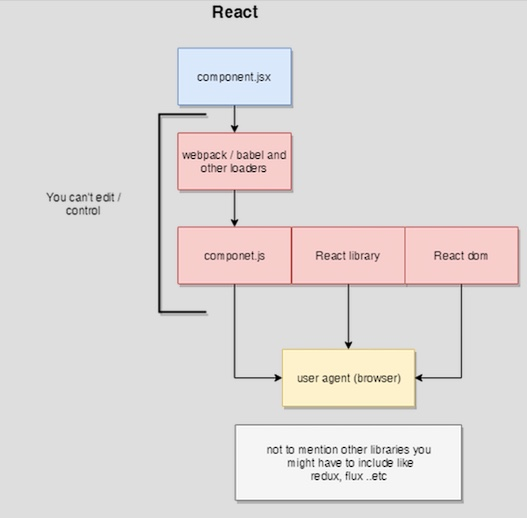 React
component.jsx
webpack / babel and
other loaders
You can't edit /
control
componet.js
React library
React dom
user agent (browser)
not to mention other libraries you
might have to include like
redux, flux ..etc